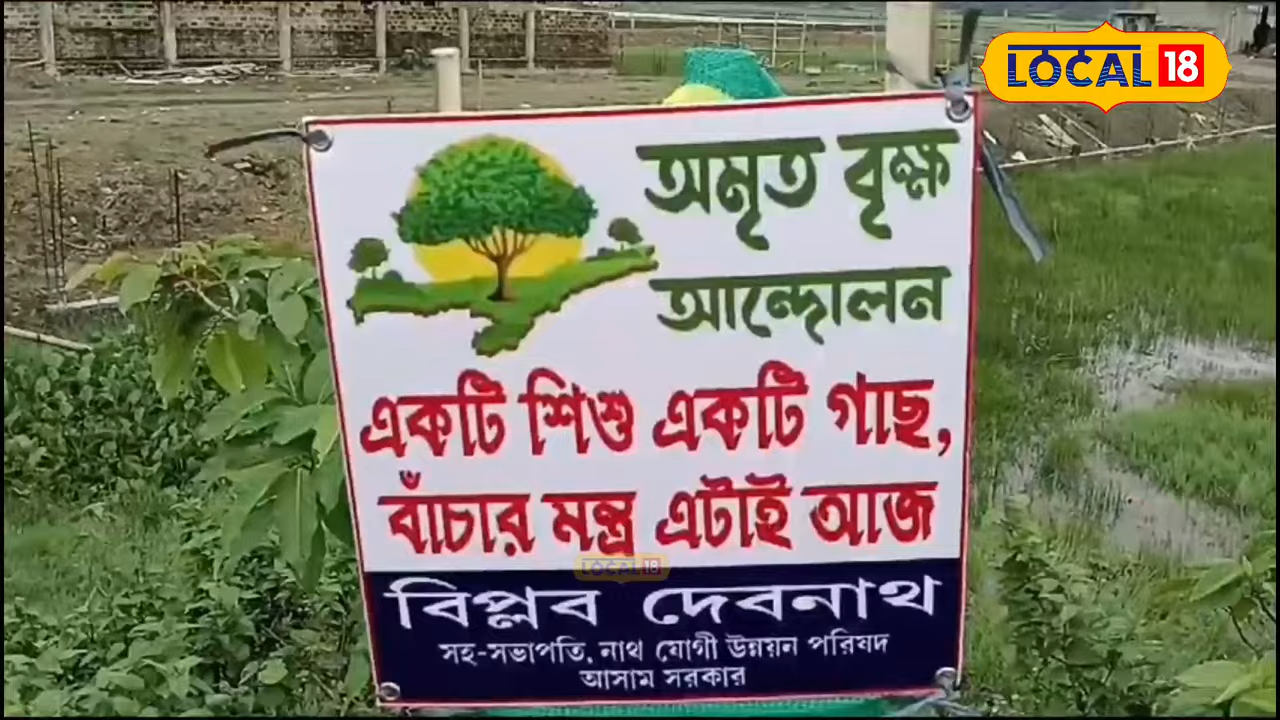 LOCAL 18
অমৃত বৃক্ষ
আন্দোলন
একটি শিশু একটি গাছ,
বাঁচার মন্ত্র এটাই আজ
LOCAL 18
বিপ্লব দেবনাথ
সহ-সভাপতি, নাথ যোগী উন্নয়ন পরিষদ
আসাম সরকার